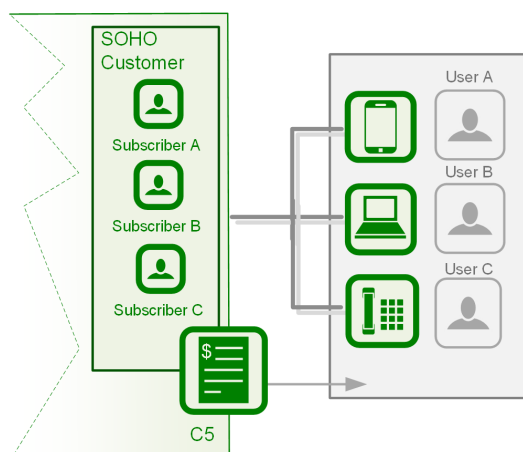 SOHO
Customer
Subscriber A
Subscriber B
Subscriber C
$
C5
User A
User B
User C